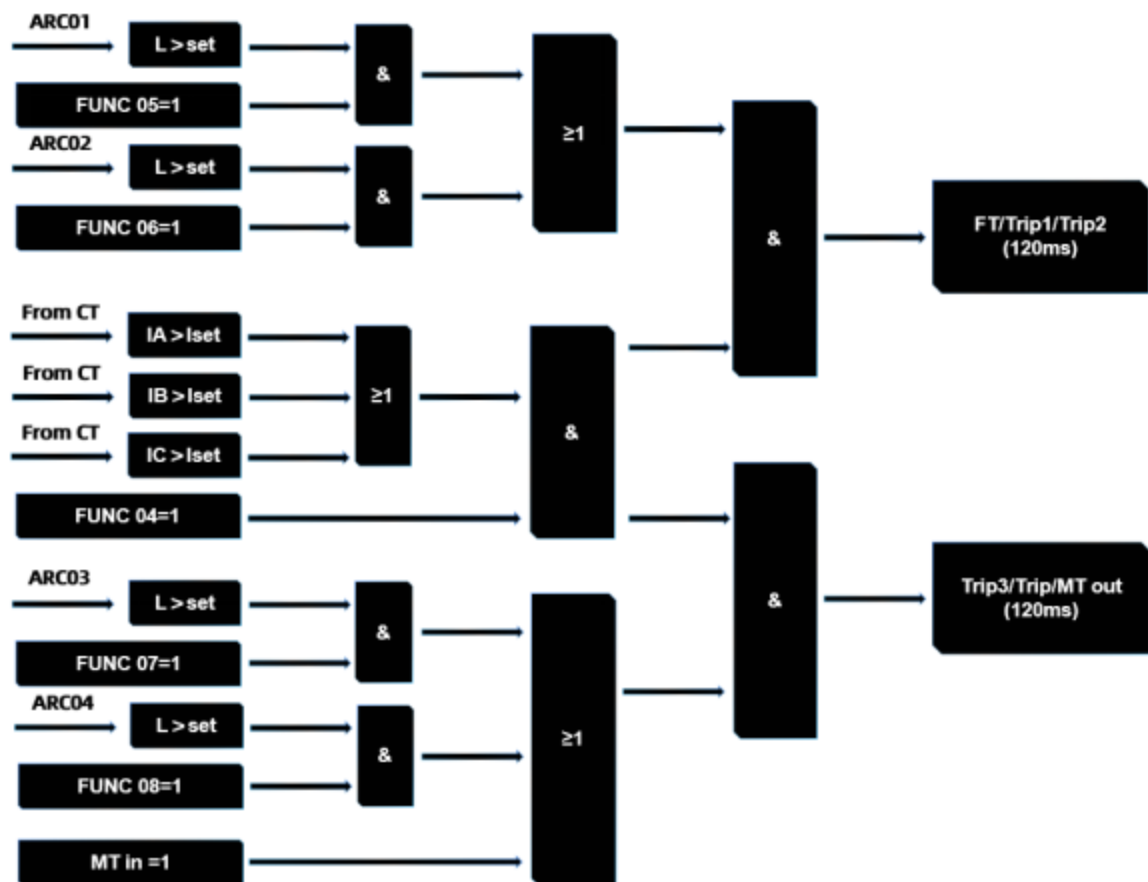 ARC01
L>set
&
FUNC 05=1
≥1
ARC02
L>set
&
FUNC 06=1
&
FT/Trip1/Trip2
(120ms)
From CT
IA>Iset
From CT
IB>Iset
≥1
&
From CT
IC>Iset
FUNC 04=1
ARC03
L>set
&
FUNC 07=1
&
Trip3/Trip/MT out
(120ms)
ARC04
L>set
&
≥1
FUNC 08=1
MT in =1